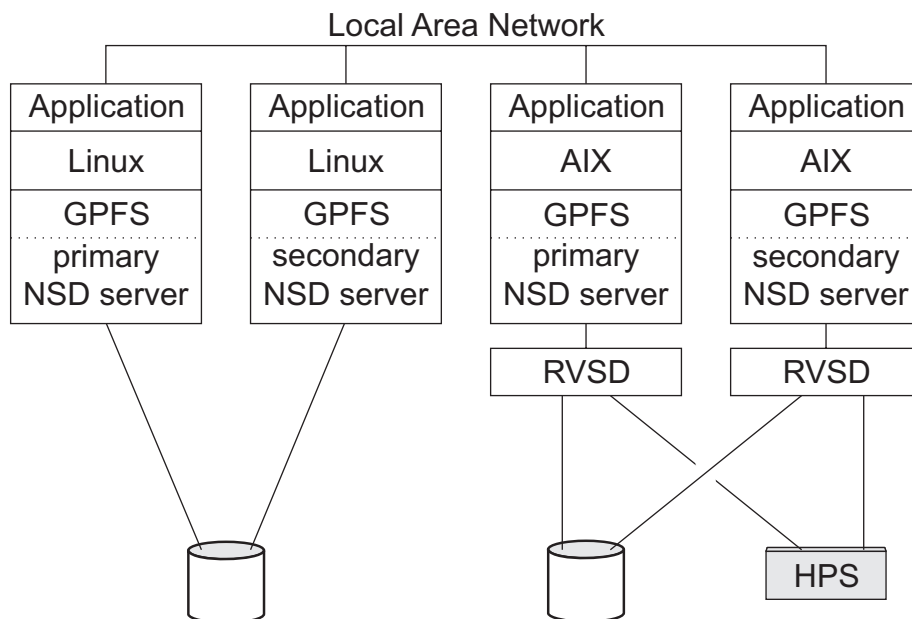 Local Area Network
Application
Linux
GPFS
primary
NSD server
Application
Linux
GPFS
secondary
NSD server
Application
AIX
GPFS
primary
NSD server
RVSD
Application
AIX
GPFS
secondary
NSD server
RVSD
HPS